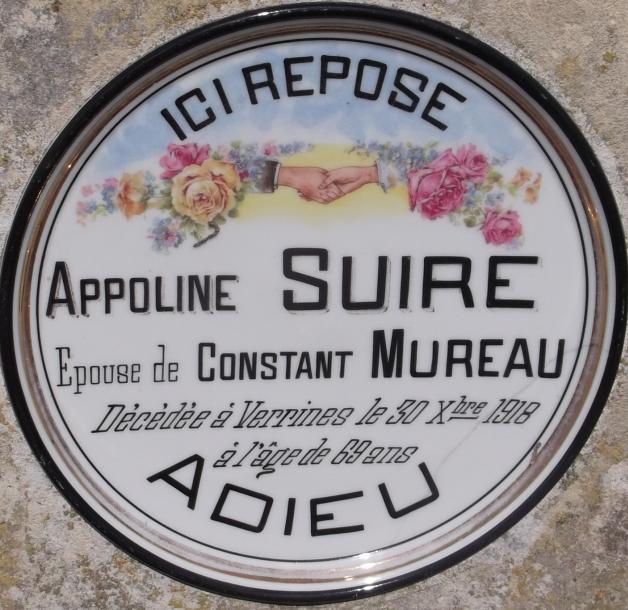 ICI REPOSE
APPOLINE SUIRE
Epouse de CONSTANT MUREAU
Décédée à Verrines le 30 Xbre 1918
à l'âge de 69 ans
ADIEU